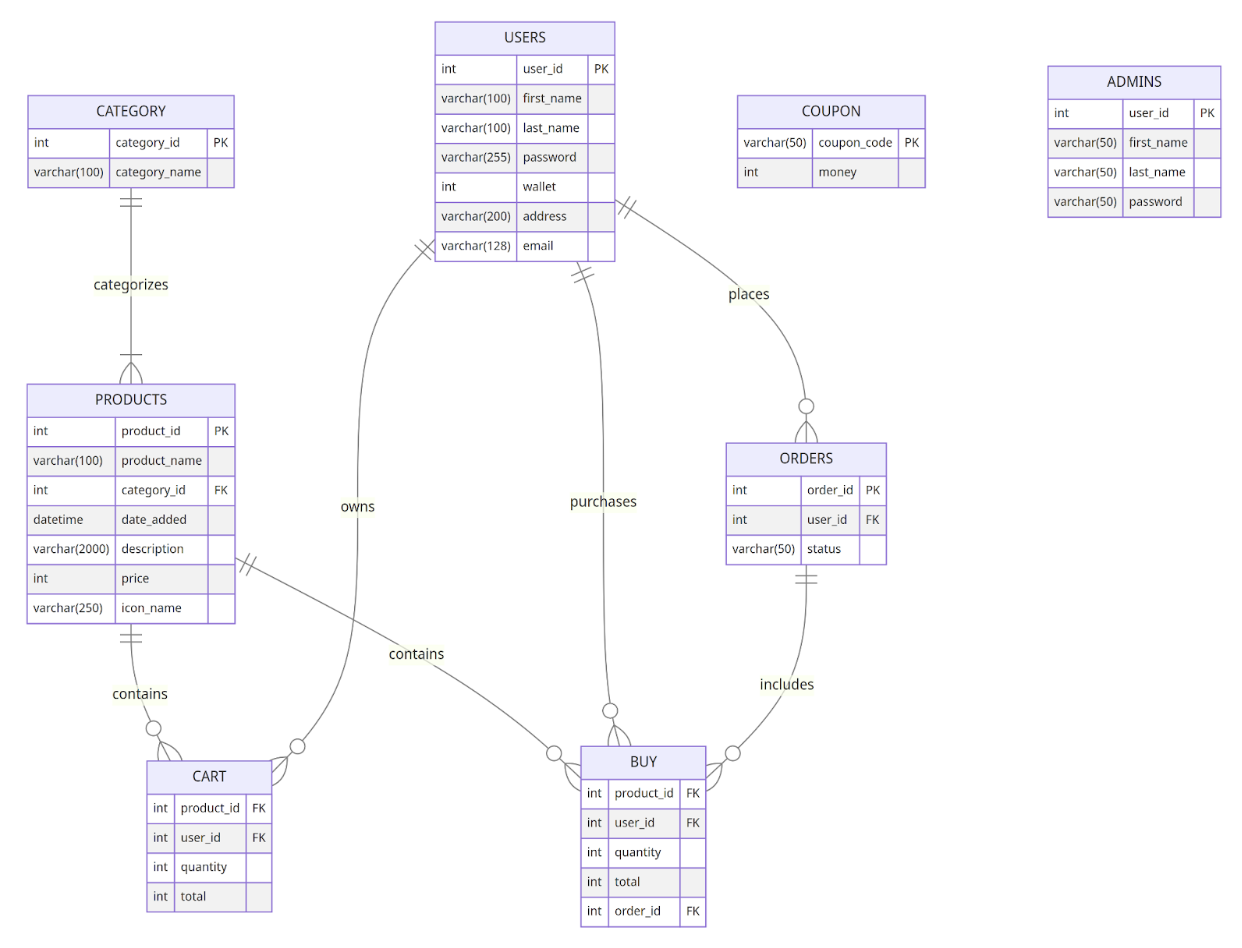 USERS
int user_id PK
varchar(100) first_name
varchar(100) last_name
varchar(255) password
int wallet
varchar(200) address
varchar(128) email
ADMINS
int user_id PK
varchar(50) first_name
varchar(50) last_name
varchar(50) password
CATEGORY
int category_id PK
varchar(100) category_name
COUPON
varchar(50) coupon_code PK
int money
categorizes
places
PRODUCTS
int product_id PK
varchar(100) product_name
int category_id FK
datetime date_added
varchar(2000) description
int price
varchar(250) icon_name
owns
purchases
ORDERS
int order_id PK
int user_id FK
varchar(50) status
contains
contains
includes
CART
int product_id FK
int user_id FK
int quantity
int total
BUY
int product_id FK
int user_id FK
int quantity
int total
int order_id FK